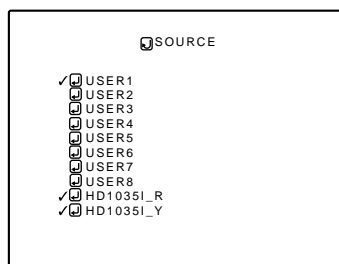 SOURCE
✓ USER1
USER2
USER3
USER4
USER5
USER6
USER7
USER8
✓ HD1035I_R
✓ HD1035I_Y